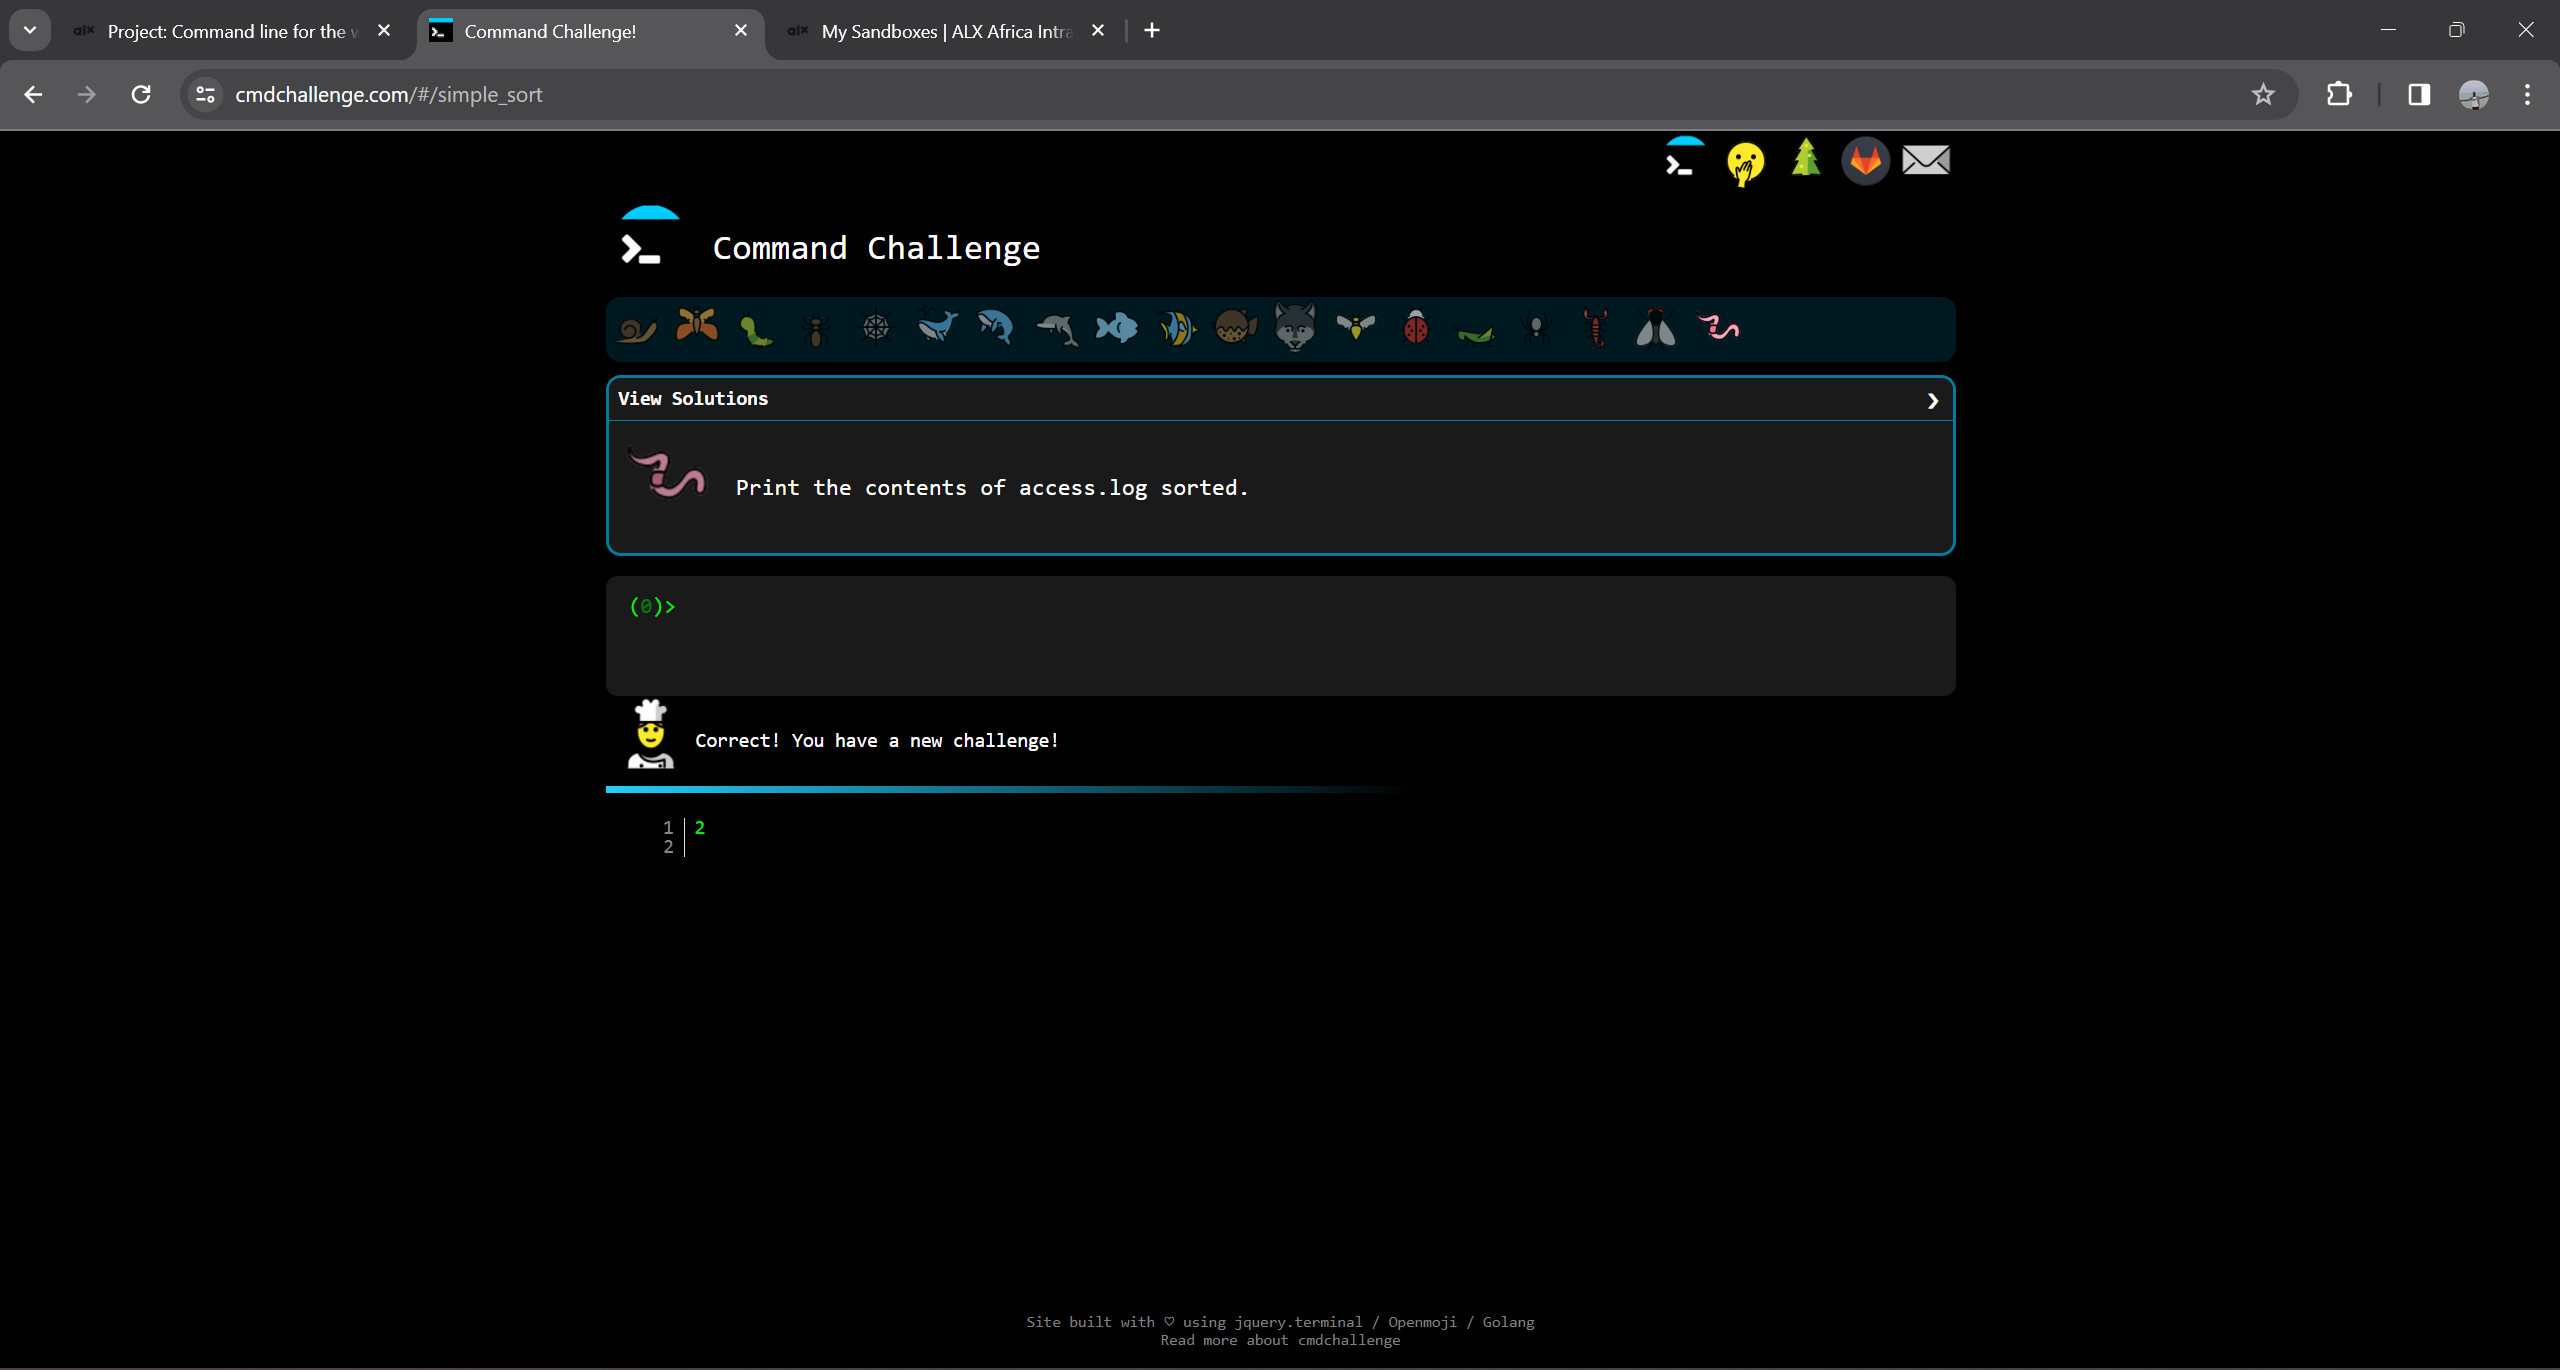 alx Project: Command line for the w
Command Challenge!
alx My Sandboxes | ALX Africa Intra
cmdchallenge.com/#/simple_sort
Command Challenge
View Solutions
Print the contents of access.log sorted.
(0)>
Correct! You have a new challenge!
1 2
2
Site built with ♡ using jquery.terminal / Openmoji / Golang
Read more about cmdchallenge